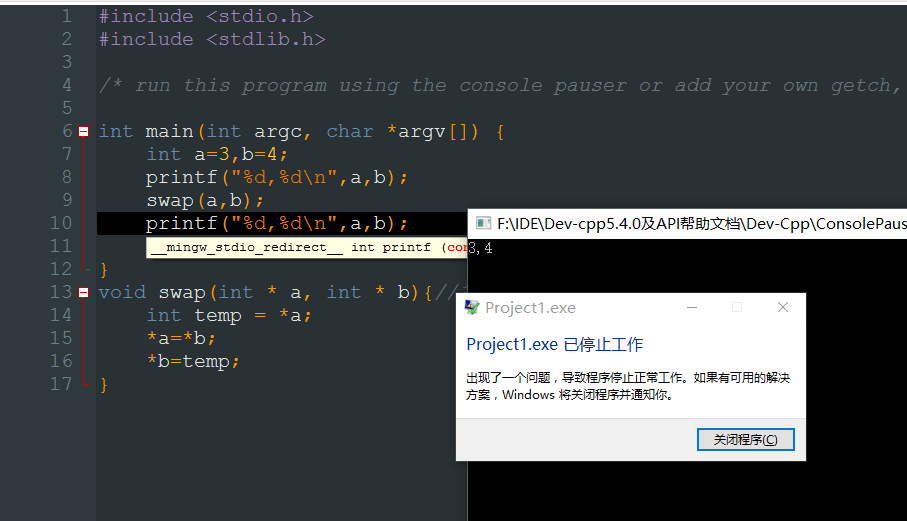 1 #include <stdio.h>
2 #include <stdlib.h>
3
4 /* run this program using the console pauser or add your own getch,
5
6 int main(int argc, char *argv[]) {
7 int a=3,b=4;
8 printf("%d,%d\n",a,b);
9 swap(a,b);
10 printf("%d,%d\n",a,b);
11 __mingw_stdio_redirect__ int printf (con
12 }
13 void swap(int * a, int * b){//
14 int temp = *a;
15 *a=*b;
16 *b=temp;
17 }
F:\IDE\Dev-cpp5.4.0及API帮助文档\Dev-Cpp\ConsolePaus
3,4
Project1.exe
Project1.exe 已停止工作
出现了一个问题，导致程序停止正常工作。如果有可用的解决
方案，Windows 将关闭程序并通知你。
关闭程序(C)